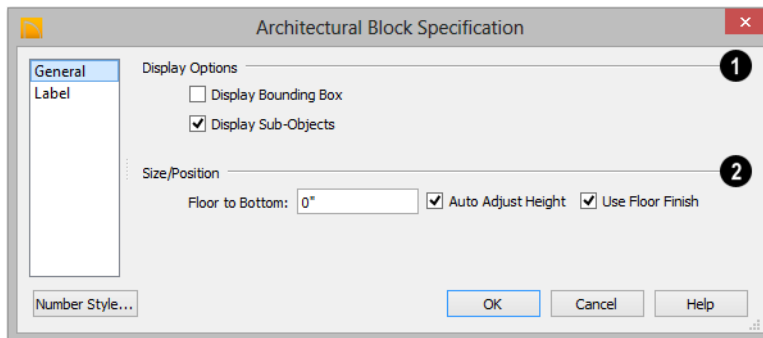 Architectural Block Specification
×
General
Label
Display Options
1
Display Bounding Box
Display Sub-Objects
Size/Position
2
Floor to Bottom: 0" Auto Adjust Height Use Floor Finish
Number Style... OK Cancel Help